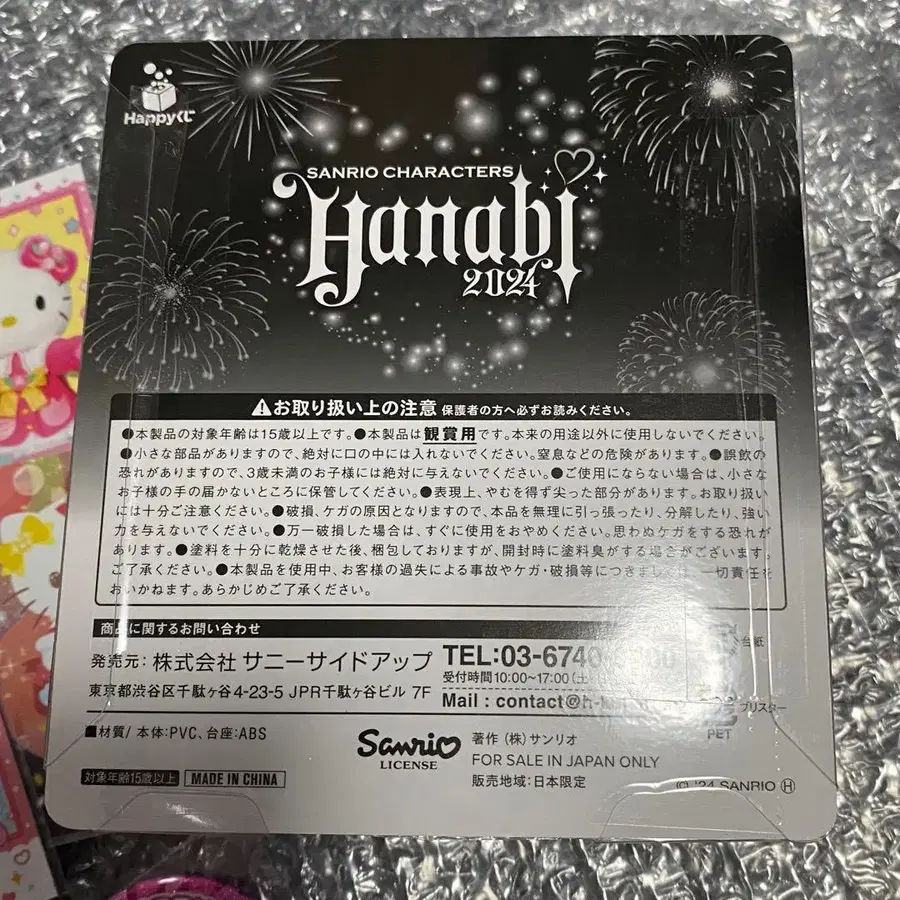 Happyくじ
SANRIO CHARACTERS
Hanabi
2024
⚠お取り扱い上の注意 保護者の方へ必ずお読みください。
●本製品の対象年齢は15歳以上です。●本製品は観賞用です。本来の用途以外に使用しないでください。
●小さな部品がありますので、絶対に口の中には入れないでください。窒息などの危険があります。●誤飲の
恐れがありますので、3歳未満のお子様には絶対に与えないでください。●ご使用にならない場合は、小さな
お子様の手の届かないところに保管してください。●表現上、やむを得ず尖った部分があります。お取り扱い
には十分ご注意ください。●破損、ケガの原因となりますので、本品を無理に引っ張ったり、分解したり、強い
力を与えないでください。●万一破損した場合は、すぐに使用をおやめください。思わぬケガをする恐れが
あります。●塗料を十分に乾燥させた後、梱包しておりますが、開封時に塗料臭がする場合がございます。
ご了承ください。●本製品を使用中、お客様の過失による事故やケガ・破損等につきましては、一切責任を
おいかねます。あらかじめご了承ください。
商品に関するお問い合わせ
発売元：株式会社 サニーサイドアップ
TEL:03-6740
受付時間10:00~17:00(土
東京都渋谷区千駄ヶ谷4-23-5 JPR千駄ヶ谷ビル 7F
Mail : contact@h-k
台紙
ブリスター
PET
■材質/ 本体:PVC、台座:ABS
Sanrio
LICENSE
著作 (株)サンリオ
FOR SALE IN JAPAN ONLY
販売地域:日本限定
対象年齢15歳以上
MADE IN CHINA
© '24 SANRIO Ⓗ